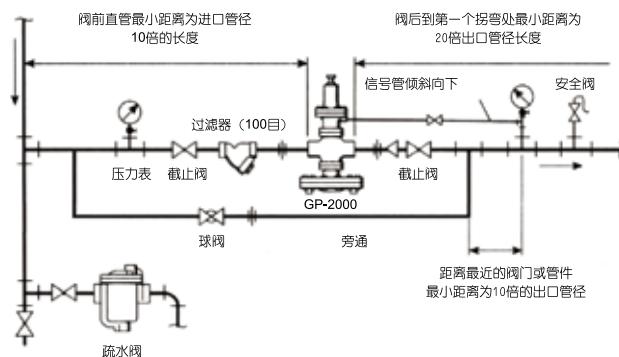 阀前直管最小距离为进口管径
10倍的长度
阀后到第一个拐弯处最小距离为
20倍出口管径长度
信号管倾斜向下
安全阀
过滤器（100目）
压力表
截止阀
截止阀
GP-2000
球阀
旁通
距离最近的阀门或管件
最小距离为10倍的出口管径
疏水阀